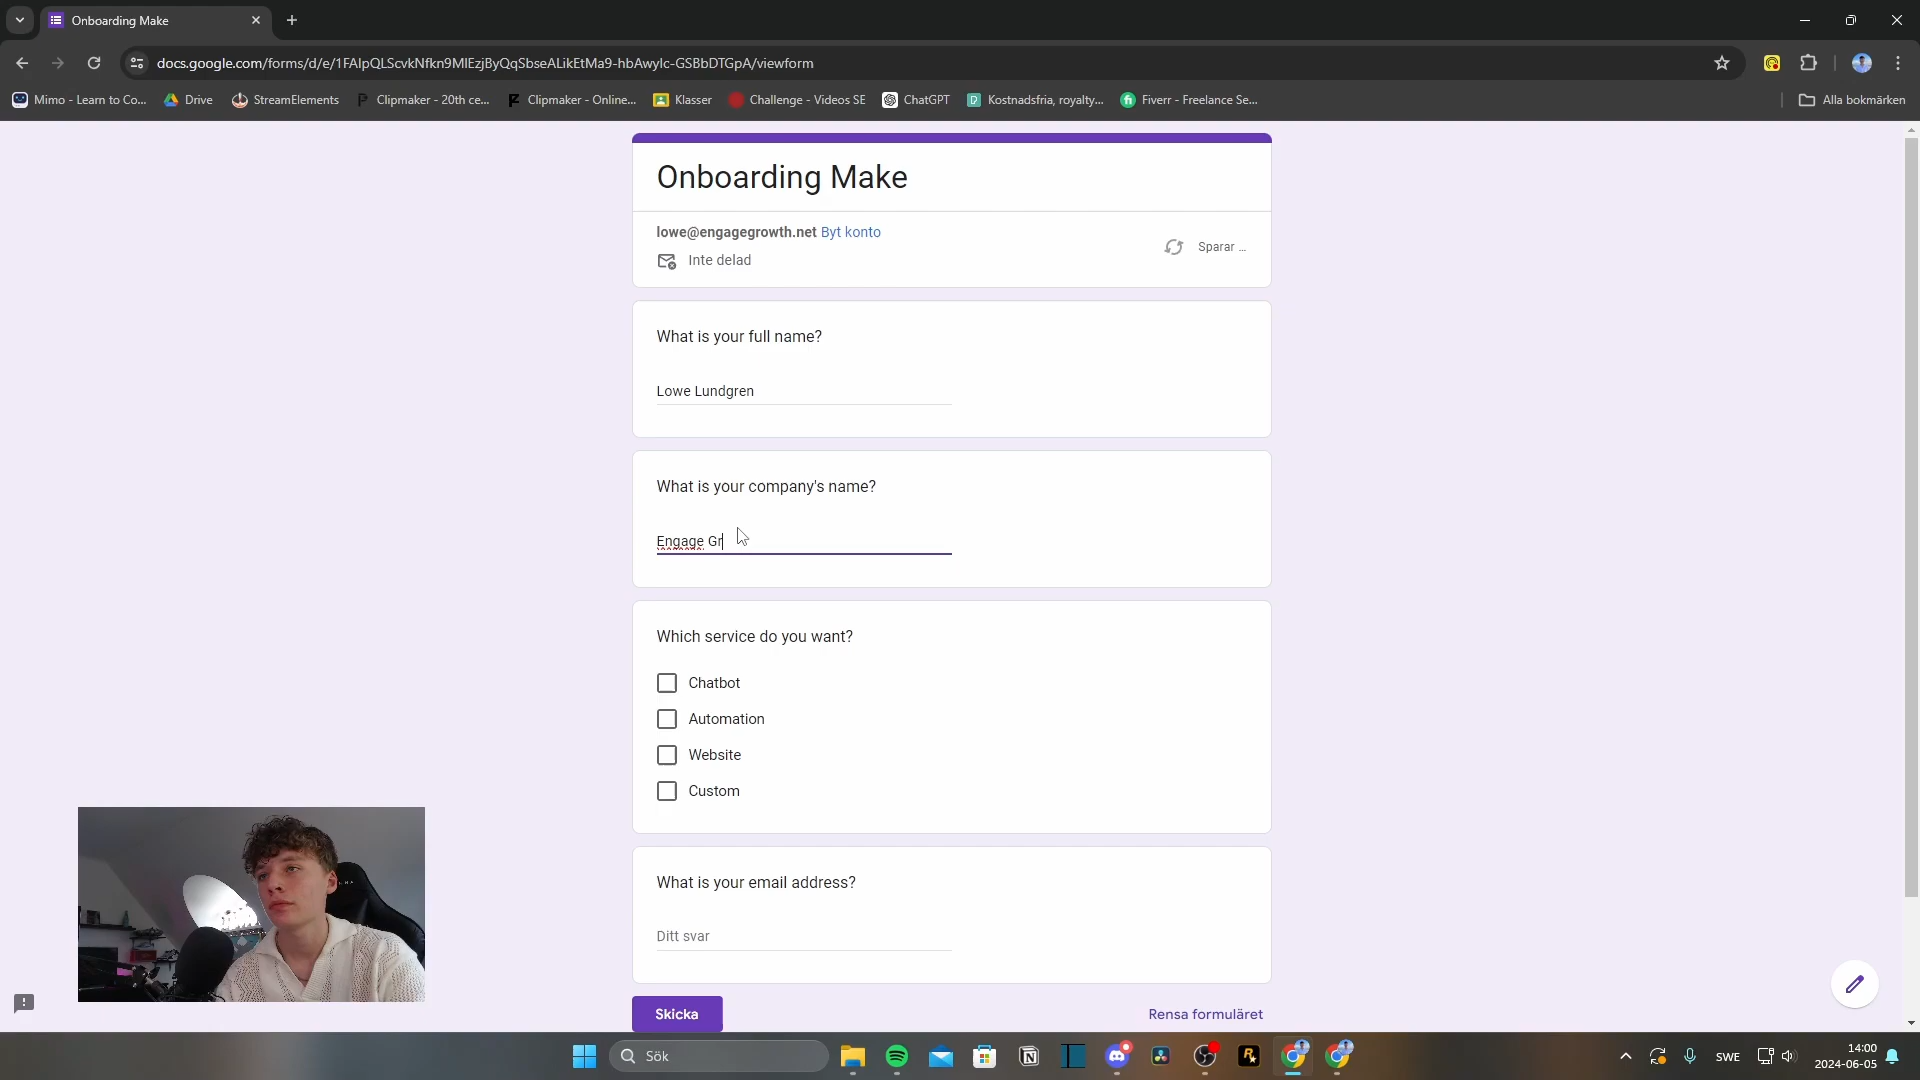 Onboarding Make
docs.google.com/forms/d/e/1FAIpQLScvkNfkn9MlEzjByQqSbseALikEtMa9-hbAwyIc-GSBbDTGpA/viewform
Mimo - Learn to Co...
Drive
StreamElements
Clipmaker - 20th ce...
Clipmaker - Online...
Klasser
Challenge - Videos SE
ChatGPT
Kostnadsfria, royalty...
Fiverr - Freelance Se...
Alla bokmärken
Onboarding Make
lowe@engagegrowth.net Byt konto
Sparar ...
Inte delad
What is your full name?
Lowe Lundgren
What is your company's name?
Engage Gr
Which service do you want?
Chatbot
Automation
Website
Custom
What is your email address?
Ditt svar
Skicka
Rensa formuläret
Sök
SWE
14:00
2024-06-05